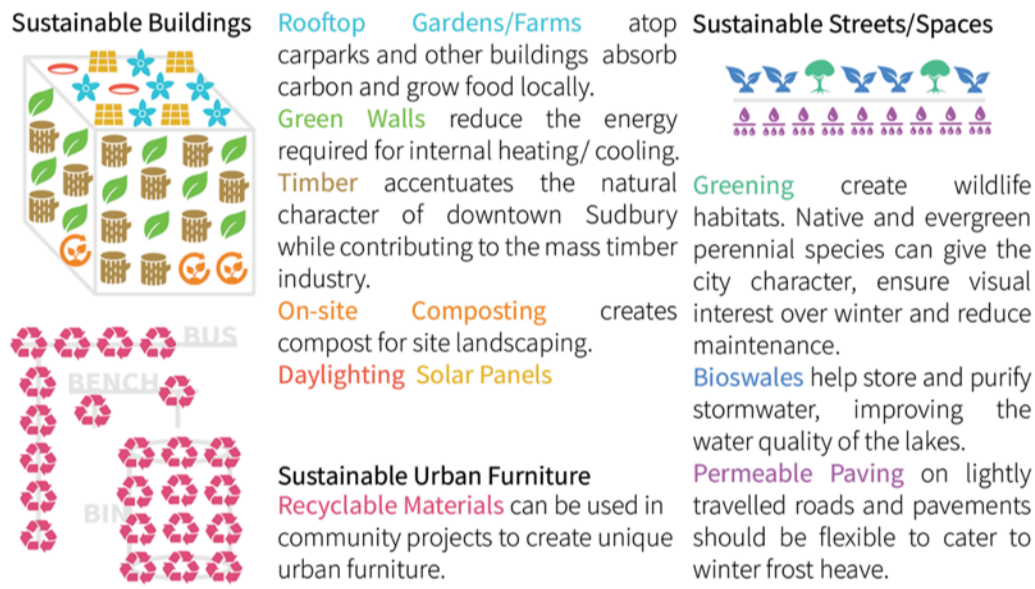 Sustainable Buildings
BUS
BENCH
BIN
Rooftop Gardens/Farms atop
carparks and other buildings absorb
carbon and grow food locally.
Green Walls reduce the energy
required for internal heating/ cooling.
Timber accentuates the natural
character of downtown Sudbury
while contributing to the mass timber
industry.
On-site Composting creates
compost for site landscaping.
Daylighting Solar Panels
Sustainable Urban Furniture
Recyclable Materials can be used in
community projects to create unique
urban furniture.
Sustainable Streets/Spaces
Greening create wildlife
habitats. Native and evergreen
perennial species can give the
city character, ensure visual
interest over winter and reduce
maintenance.
Bioswales help store and purify
stormwater, improving the
water quality of the lakes.
Permeable Paving on lightly
travelled roads and pavements
should be flexible to cater to
winter frost heave.